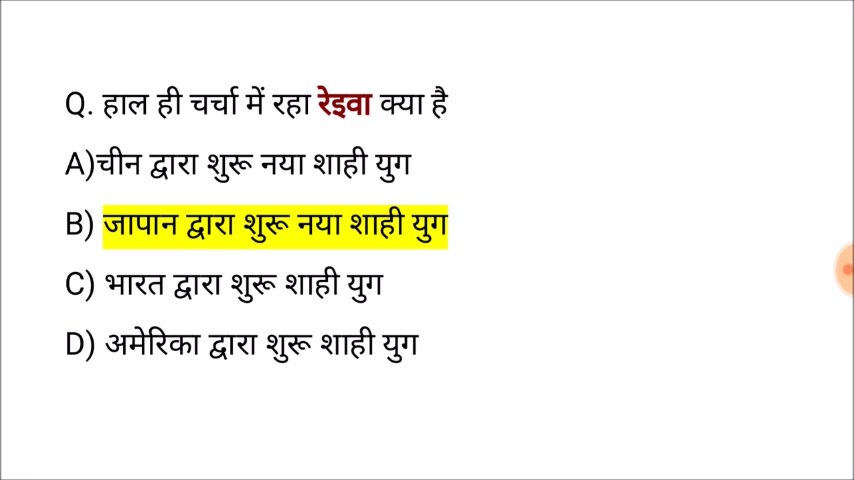 Q. हाल ही चर्चा में रहा रेइवा क्या है
A)चीन द्वारा शुरू नया शाही युग
B) जापान द्वारा शुरू नया शाही युग
C) भारत द्वारा शुरू शाही युग
D) अमेरिका द्वारा शुरू शाही युग